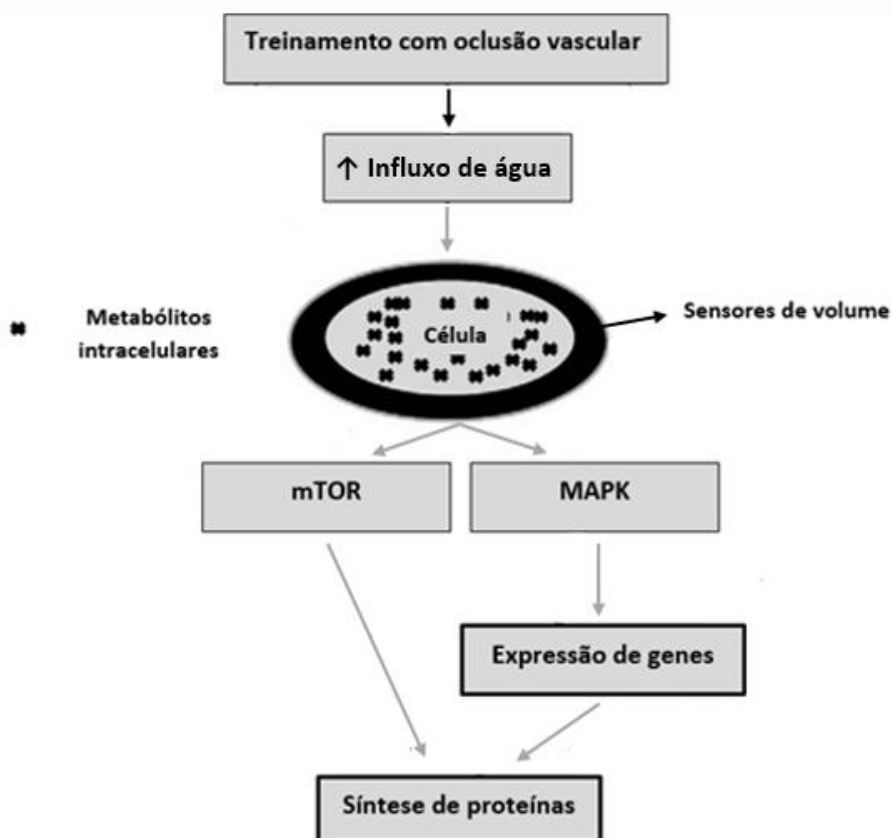 Treinamento com oclusão vascular
↑ Influxo de água
Metabólitos
intracelulares
Célula
Sensores de volume
mTOR
MAPK
Expressão de genes
Síntese de proteínas